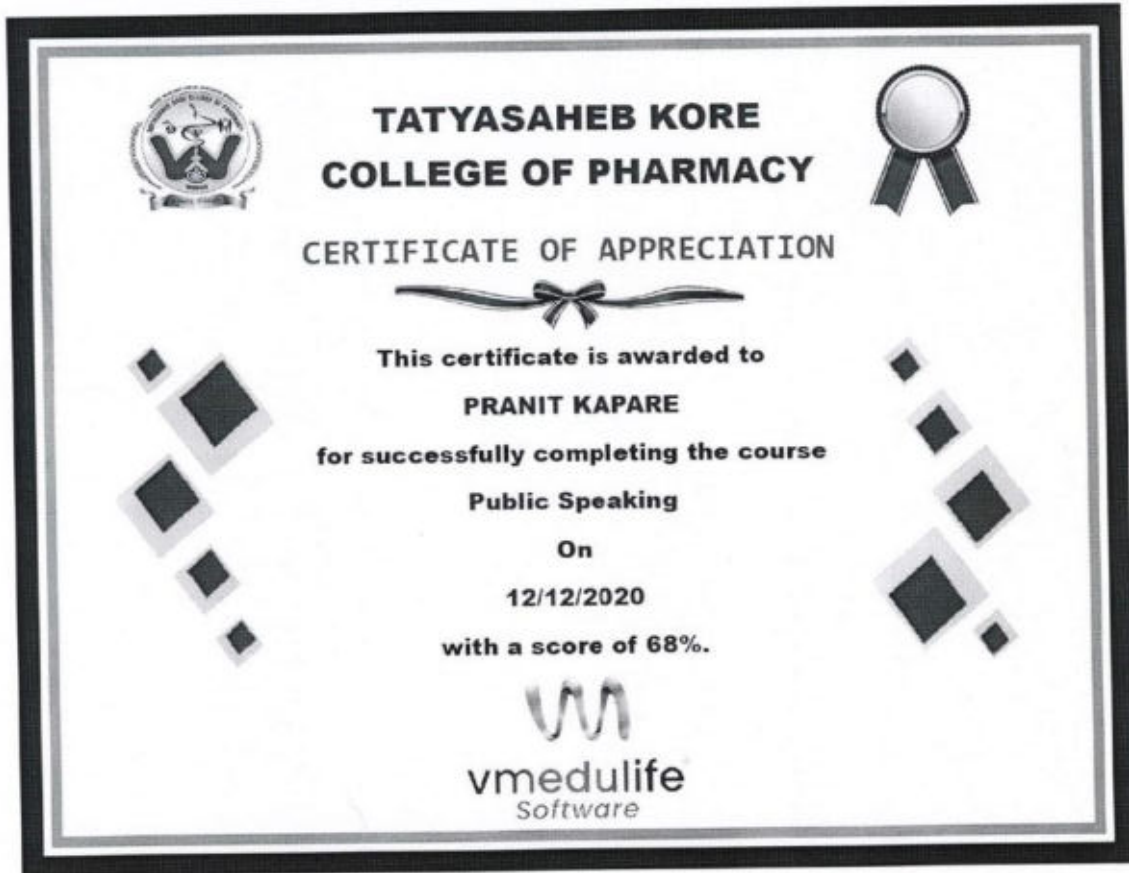 TATYASAHEB KORE
COLLEGE OF PHARMACY
CERTIFICATE OF APPRECIATION
This certificate is awarded to
PRANIT KAPARE
for successfully completing the course
Public Speaking
On
12/12/2020
with a score of 68%.
vmedulife
Software